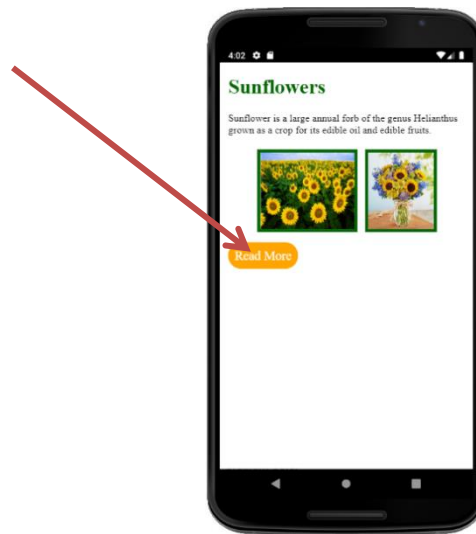 4:02
Sunflowers
Sunflower is a large annual forb of the genus Helianthus
grown as a crop for its edible oil and edible fruits.
Read More